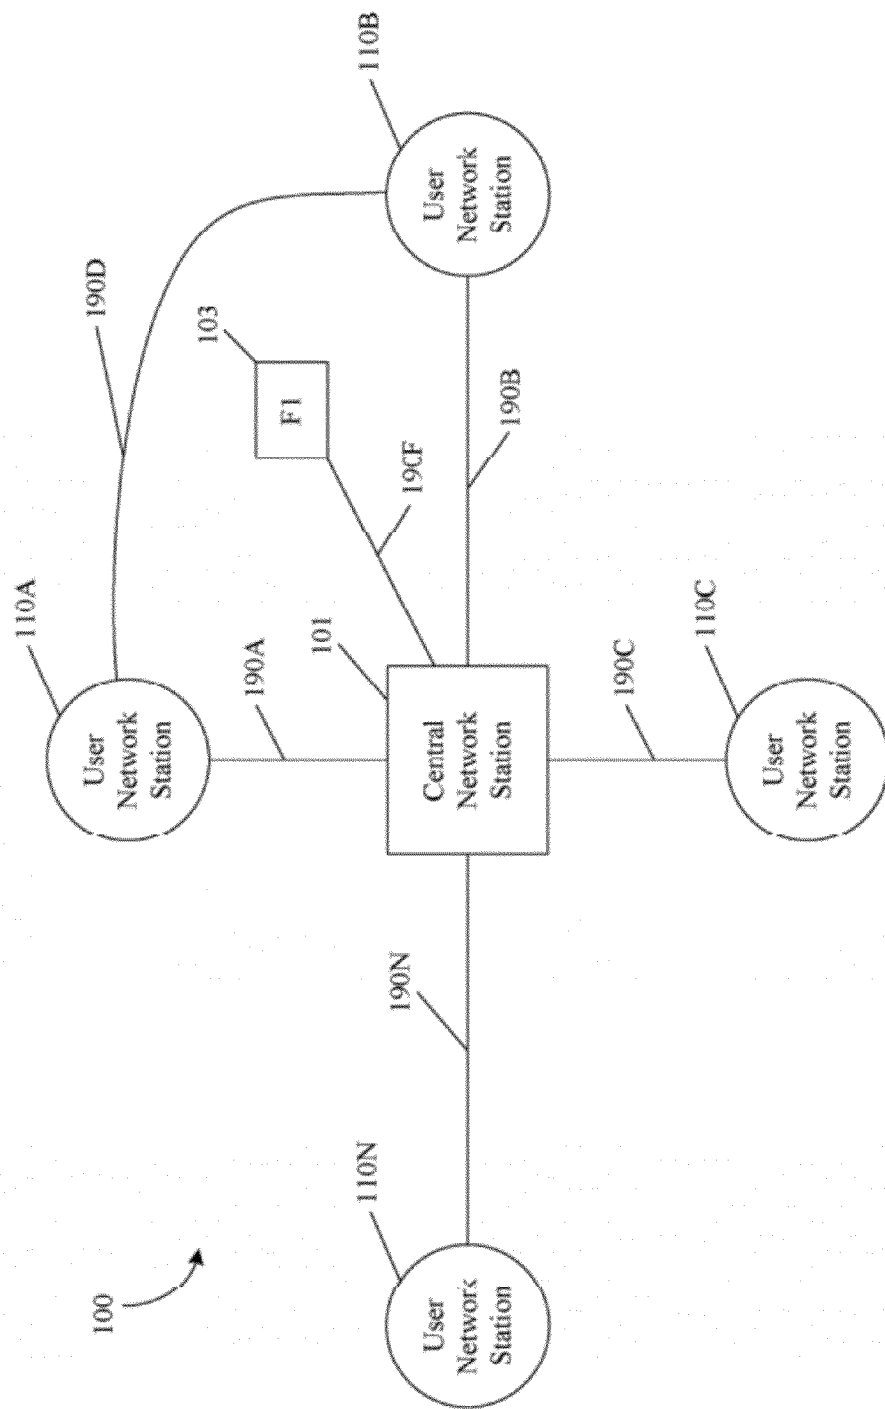 110A
User
Network
Station
190D
190A
110B
User
Network
Station
103
F1
101
190F
Central
Network
Station
190B
190N
110N
User
Network
Station
190C
110C
User
Network
Station
100